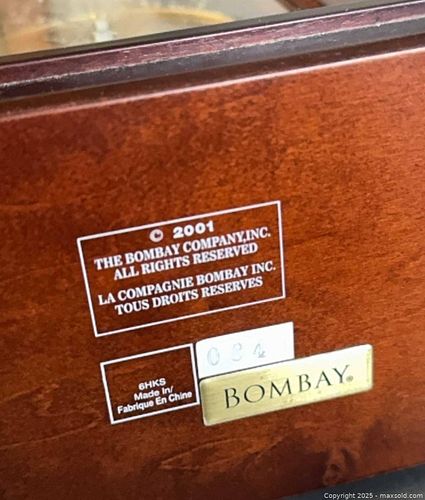 © 2001
THE BOMBAY COMPANY,INC.
ALL RIGHTS RESERVED
LA COMPAGNIE BOMBAY INC.
TOUS DROITS RESERVES
6HKS
Made In/
Fabrique En Chine
034
BOMBAY®
Copyright 2025 - maxsold.com